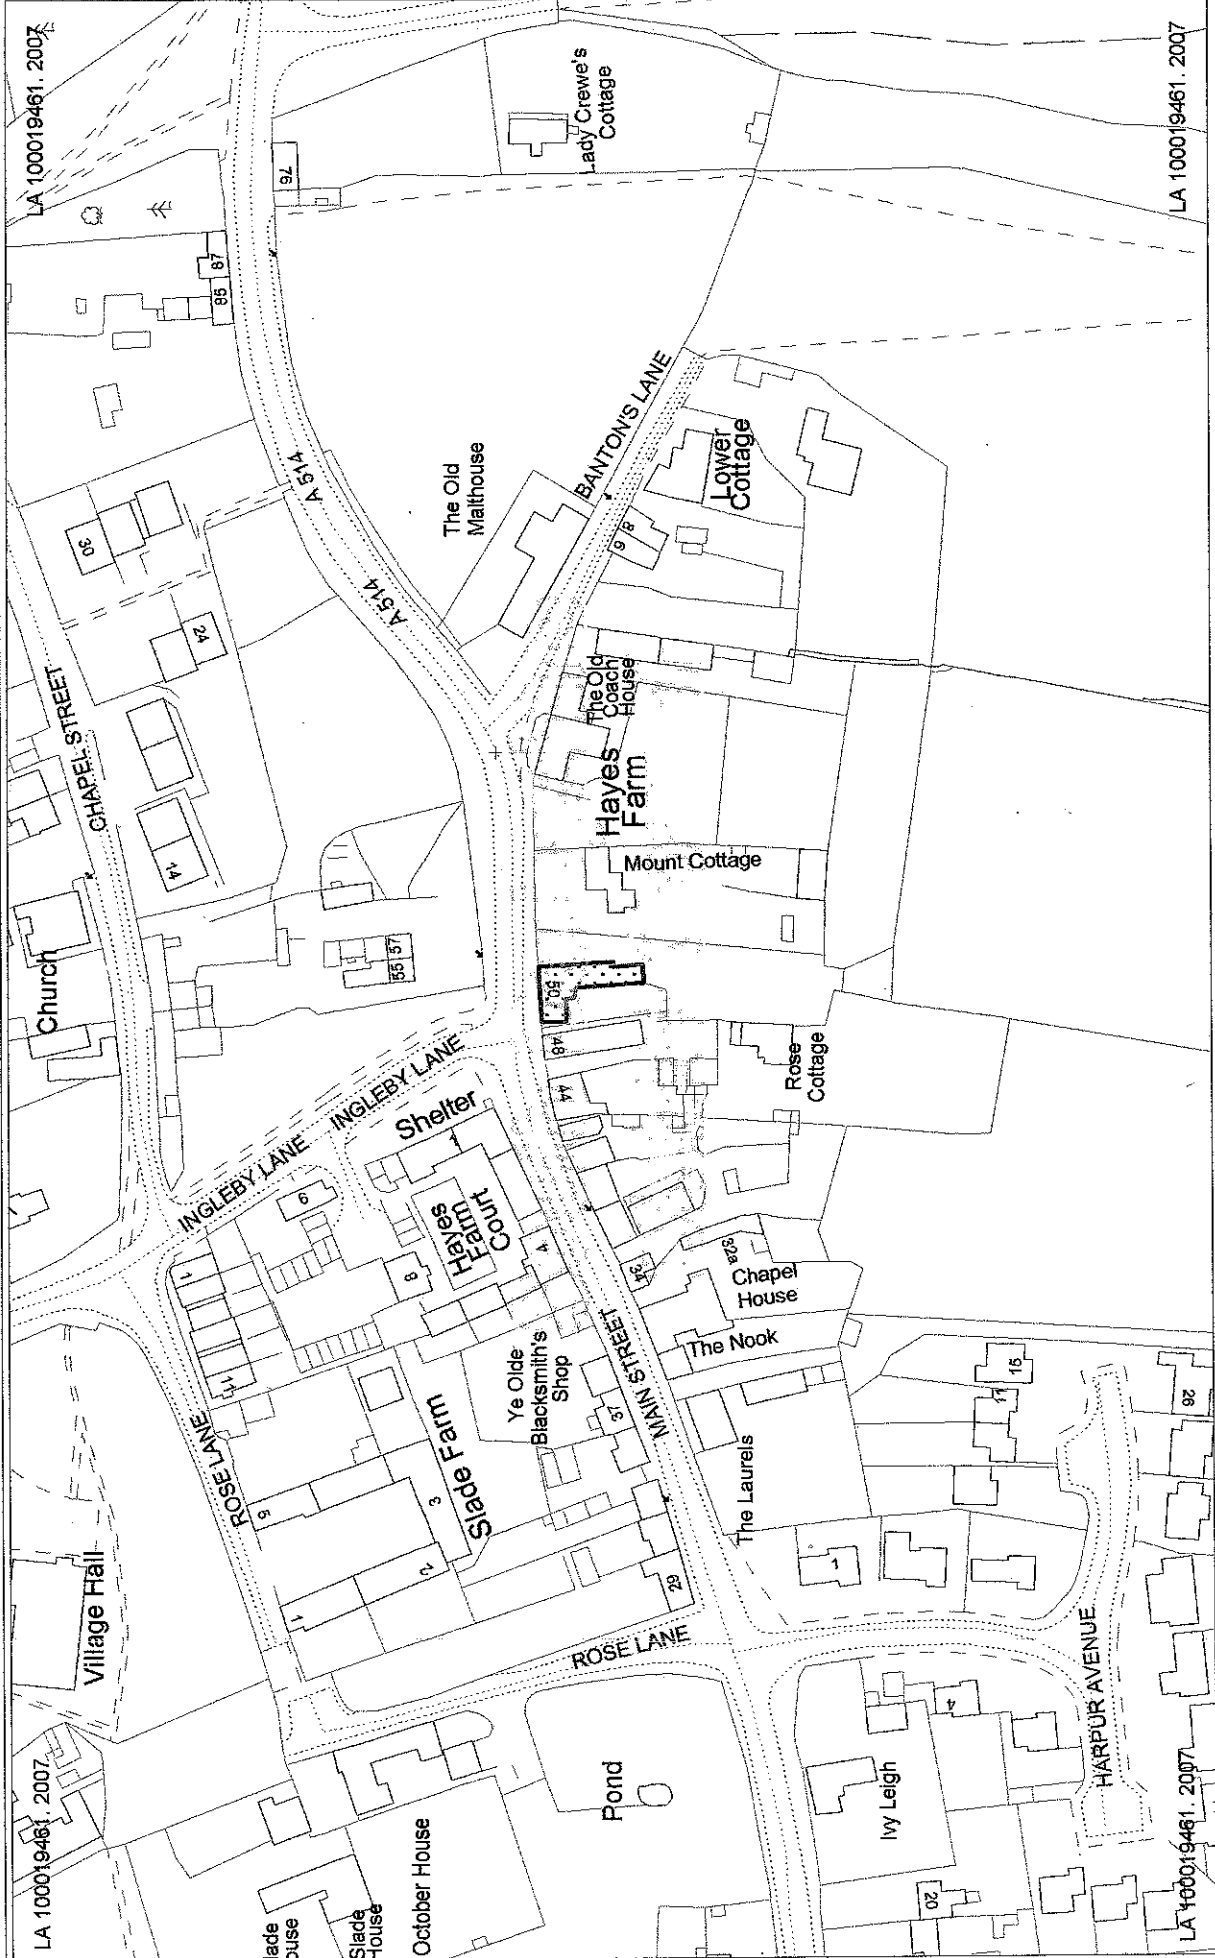 LA 100019461. 2007
LA 100019461. 2007
Lady Crewe's
Cottage
76
87
85
A 514
30
The Old
Malthouse
BANTON'S LANE
Lower
Cottage
8
6
A 514
24
CHAPEL STREET
14
The Old
Coach
House
Hayes
Farm
Mount Cottage
Church
55
57
50
48
44
Rose
Cottage
INGLEBY LANE
INGLEBY LANE
Shelter
1
9
Hayes
Farm
Court
8
4
34
32a
Chapel
House
The Nook
1
11
ROSE LANE
Ye Olde
Blacksmith's
Shop
37
MAIN STREET
The Laurels
Slade Farm
5
3
2
1
29
15
17
26
1
Village Hall
ROSE LANE
HARPUR AVENUE
4
Pond
Ivy Leigh
20
October House
Slade
House
lade
ouse
LA 100019461. 2007
LA 100019461. 2007